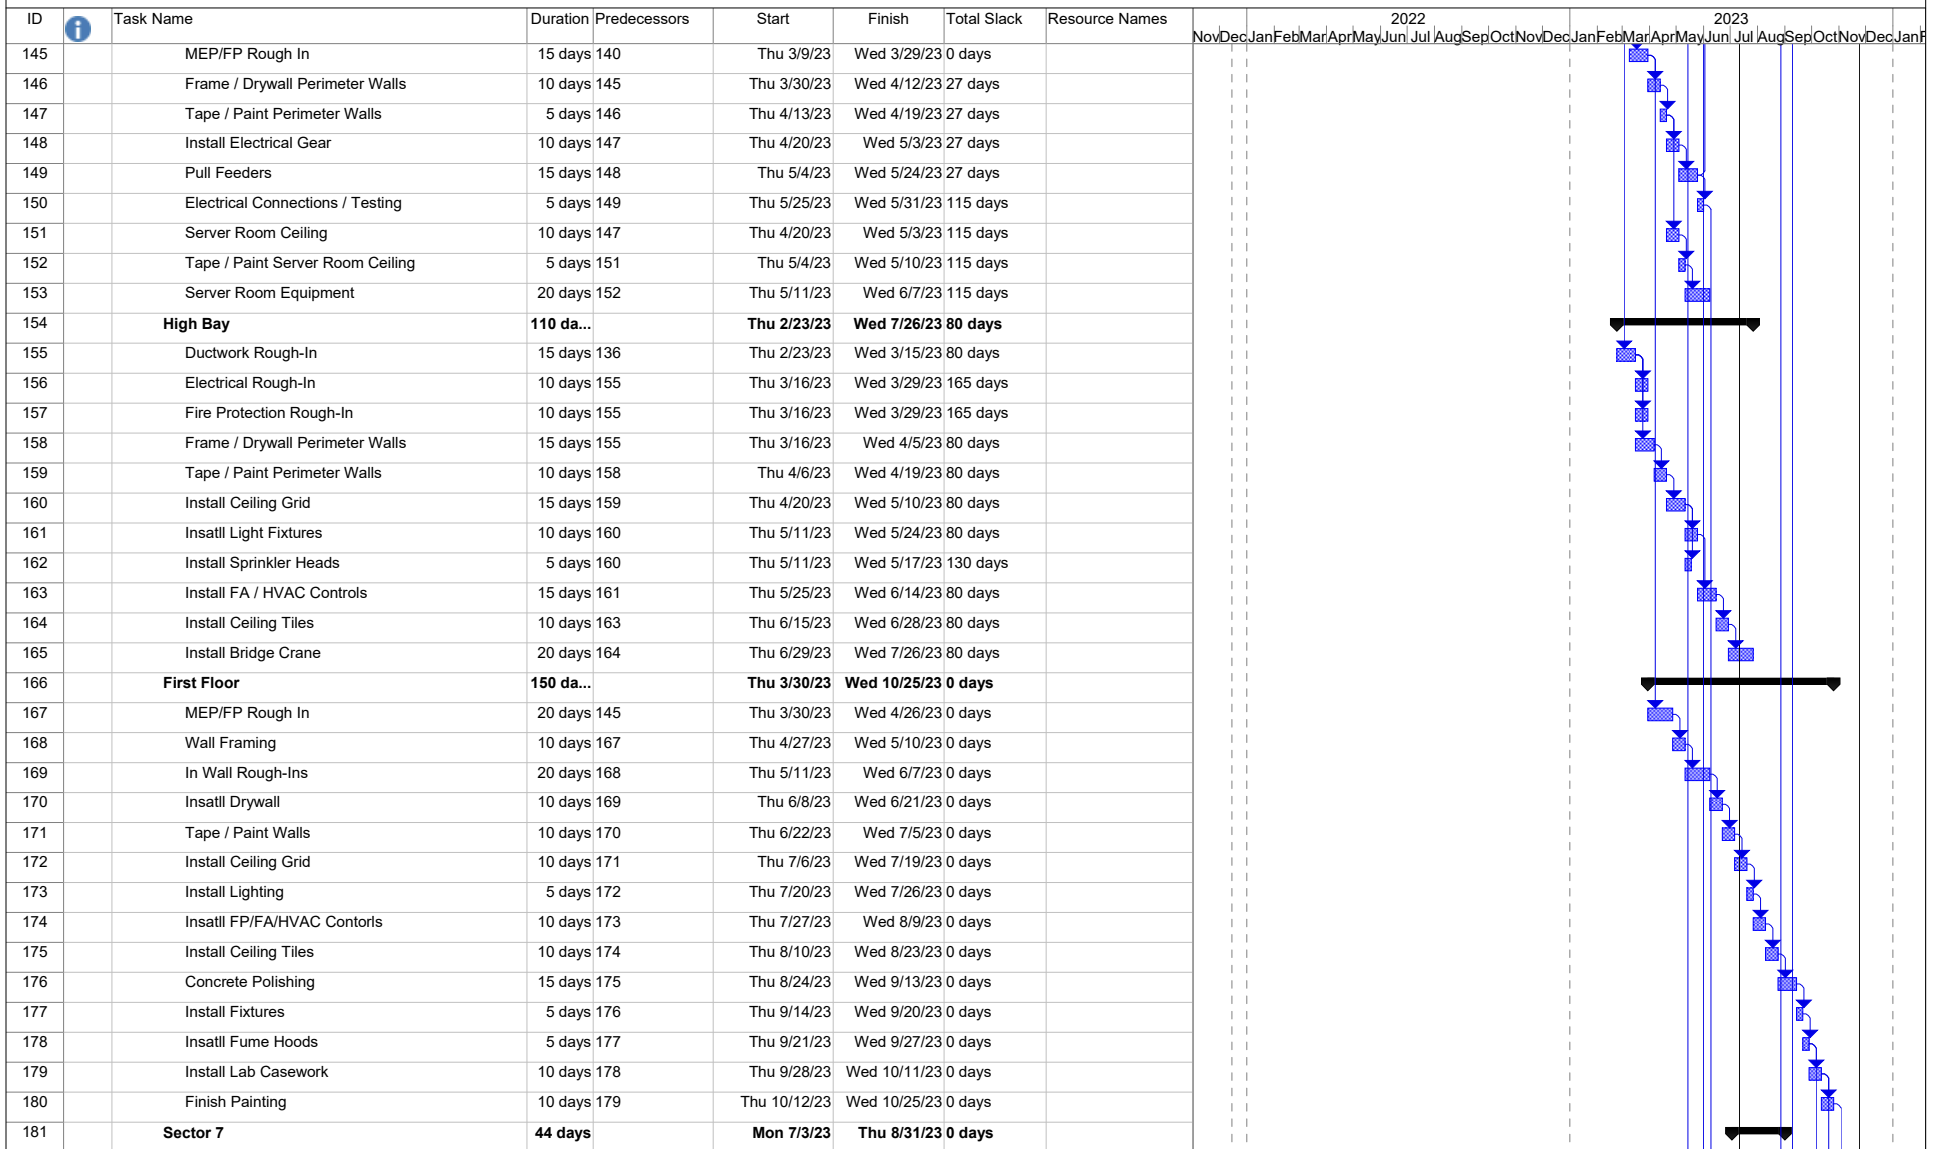 ID Task Name Duration Predecessors Start Finish Total Slack Resource Names 2022 2023
Nov Dec Jan Feb Mar Apr May Jun Jul Aug Sep Oct Nov Dec Jan Feb Mar Apr May Jun Jul Aug Sep Oct Nov Dec Jan F
145 MEP/FP Rough In 15 days 140 Thu 3/9/23 Wed 3/29/23 0 days
146 Frame / Drywall Perimeter Walls 10 days 145 Thu 3/30/23 Wed 4/12/23 27 days
147 Tape / Paint Perimeter Walls 5 days 146 Thu 4/13/23 Wed 4/19/23 27 days
148 Install Electrical Gear 10 days 147 Thu 4/20/23 Wed 5/3/23 27 days
149 Pull Feeders 15 days 148 Thu 5/4/23 Wed 5/24/23 27 days
150 Electrical Connections / Testing 5 days 149 Thu 5/25/23 Wed 5/31/23 115 days
151 Server Room Ceiling 10 days 147 Thu 4/20/23 Wed 5/3/23 115 days
152 Tape / Paint Server Room Ceiling 5 days 151 Thu 5/4/23 Wed 5/10/23 115 days
153 Server Room Equipment 20 days 152 Thu 5/11/23 Wed 6/7/23 115 days
154 High Bay 110 da... Thu 2/23/23 Wed 7/26/23 80 days
155 Ductwork Rough-In 15 days 136 Thu 2/23/23 Wed 3/15/23 80 days
156 Electrical Rough-In 10 days 155 Thu 3/16/23 Wed 3/29/23 165 days
157 Fire Protection Rough-In 10 days 155 Thu 3/16/23 Wed 3/29/23 165 days
158 Frame / Drywall Perimeter Walls 15 days 155 Thu 3/16/23 Wed 4/5/23 80 days
159 Tape / Paint Perimeter Walls 10 days 158 Thu 4/6/23 Wed 4/19/23 80 days
160 Install Ceiling Grid 15 days 159 Thu 4/20/23 Wed 5/10/23 80 days
161 Insatll Light Fixtures 10 days 160 Thu 5/11/23 Wed 5/24/23 80 days
162 Install Sprinkler Heads 5 days 160 Thu 5/11/23 Wed 5/17/23 130 days
163 Install FA / HVAC Controls 15 days 161 Thu 5/25/23 Wed 6/14/23 80 days
164 Install Ceiling Tiles 10 days 163 Thu 6/15/23 Wed 6/28/23 80 days
165 Install Bridge Crane 20 days 164 Thu 6/29/23 Wed 7/26/23 80 days
166 First Floor 150 da... Thu 3/30/23 Wed 10/25/23 0 days
167 MEP/FP Rough In 20 days 145 Thu 3/30/23 Wed 4/26/23 0 days
168 Wall Framing 10 days 167 Thu 4/27/23 Wed 5/10/23 0 days
169 In Wall Rough-Ins 20 days 168 Thu 5/11/23 Wed 6/7/23 0 days
170 Insatll Drywall 10 days 169 Thu 6/8/23 Wed 6/21/23 0 days
171 Tape / Paint Walls 10 days 170 Thu 6/22/23 Wed 7/5/23 0 days
172 Install Ceiling Grid 10 days 171 Thu 7/6/23 Wed 7/19/23 0 days
173 Install Lighting 5 days 172 Thu 7/20/23 Wed 7/26/23 0 days
174 Insatll FP/FA/HVAC Contorls 10 days 173 Thu 7/27/23 Wed 8/9/23 0 days
175 Install Ceiling Tiles 10 days 174 Thu 8/10/23 Wed 8/23/23 0 days
176 Concrete Polishing 15 days 175 Thu 8/24/23 Wed 9/13/23 0 days
177 Install Fixtures 5 days 176 Thu 9/14/23 Wed 9/20/23 0 days
178 Insatll Fume Hoods 5 days 177 Thu 9/21/23 Wed 9/27/23 0 days
179 Install Lab Casework 10 days 178 Thu 9/28/23 Wed 10/11/23 0 days
180 Finish Painting 10 days 179 Thu 10/12/23 Wed 10/25/23 0 days
181 Sector 7 44 days Mon 7/3/23 Thu 8/31/23 0 days